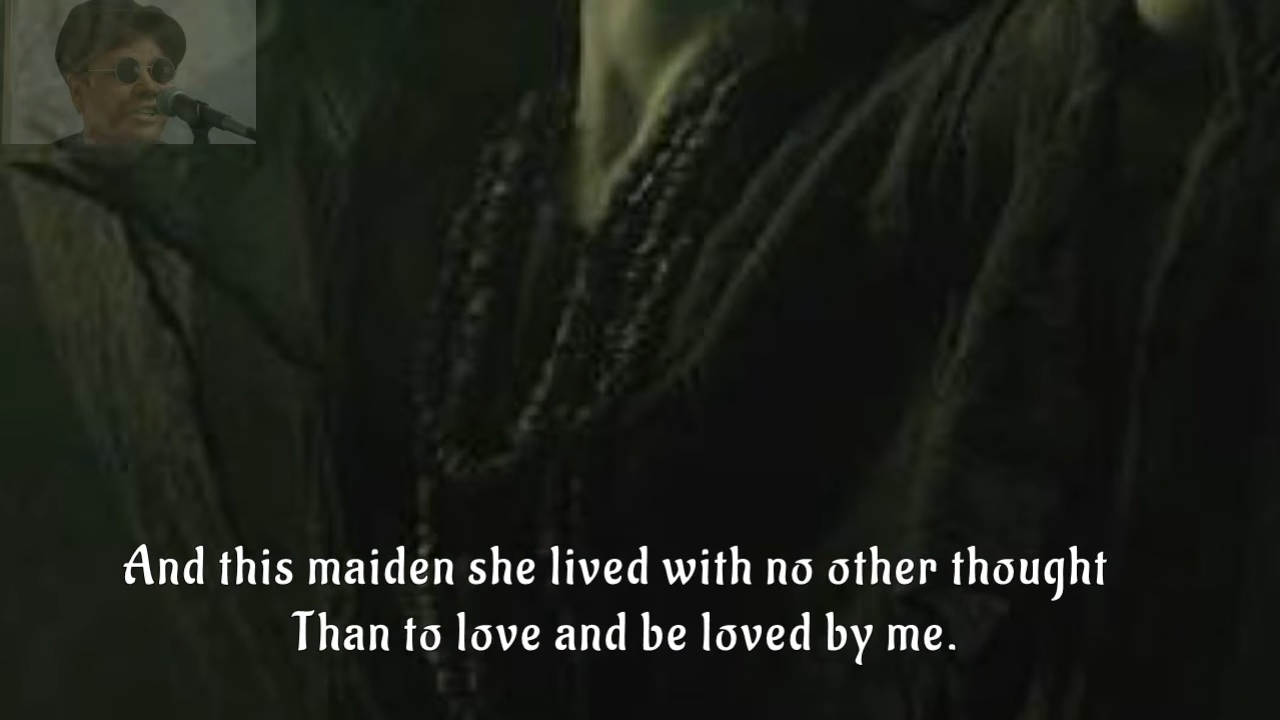 And this maiden she lived with no other thought
Than to love and be loved by me.